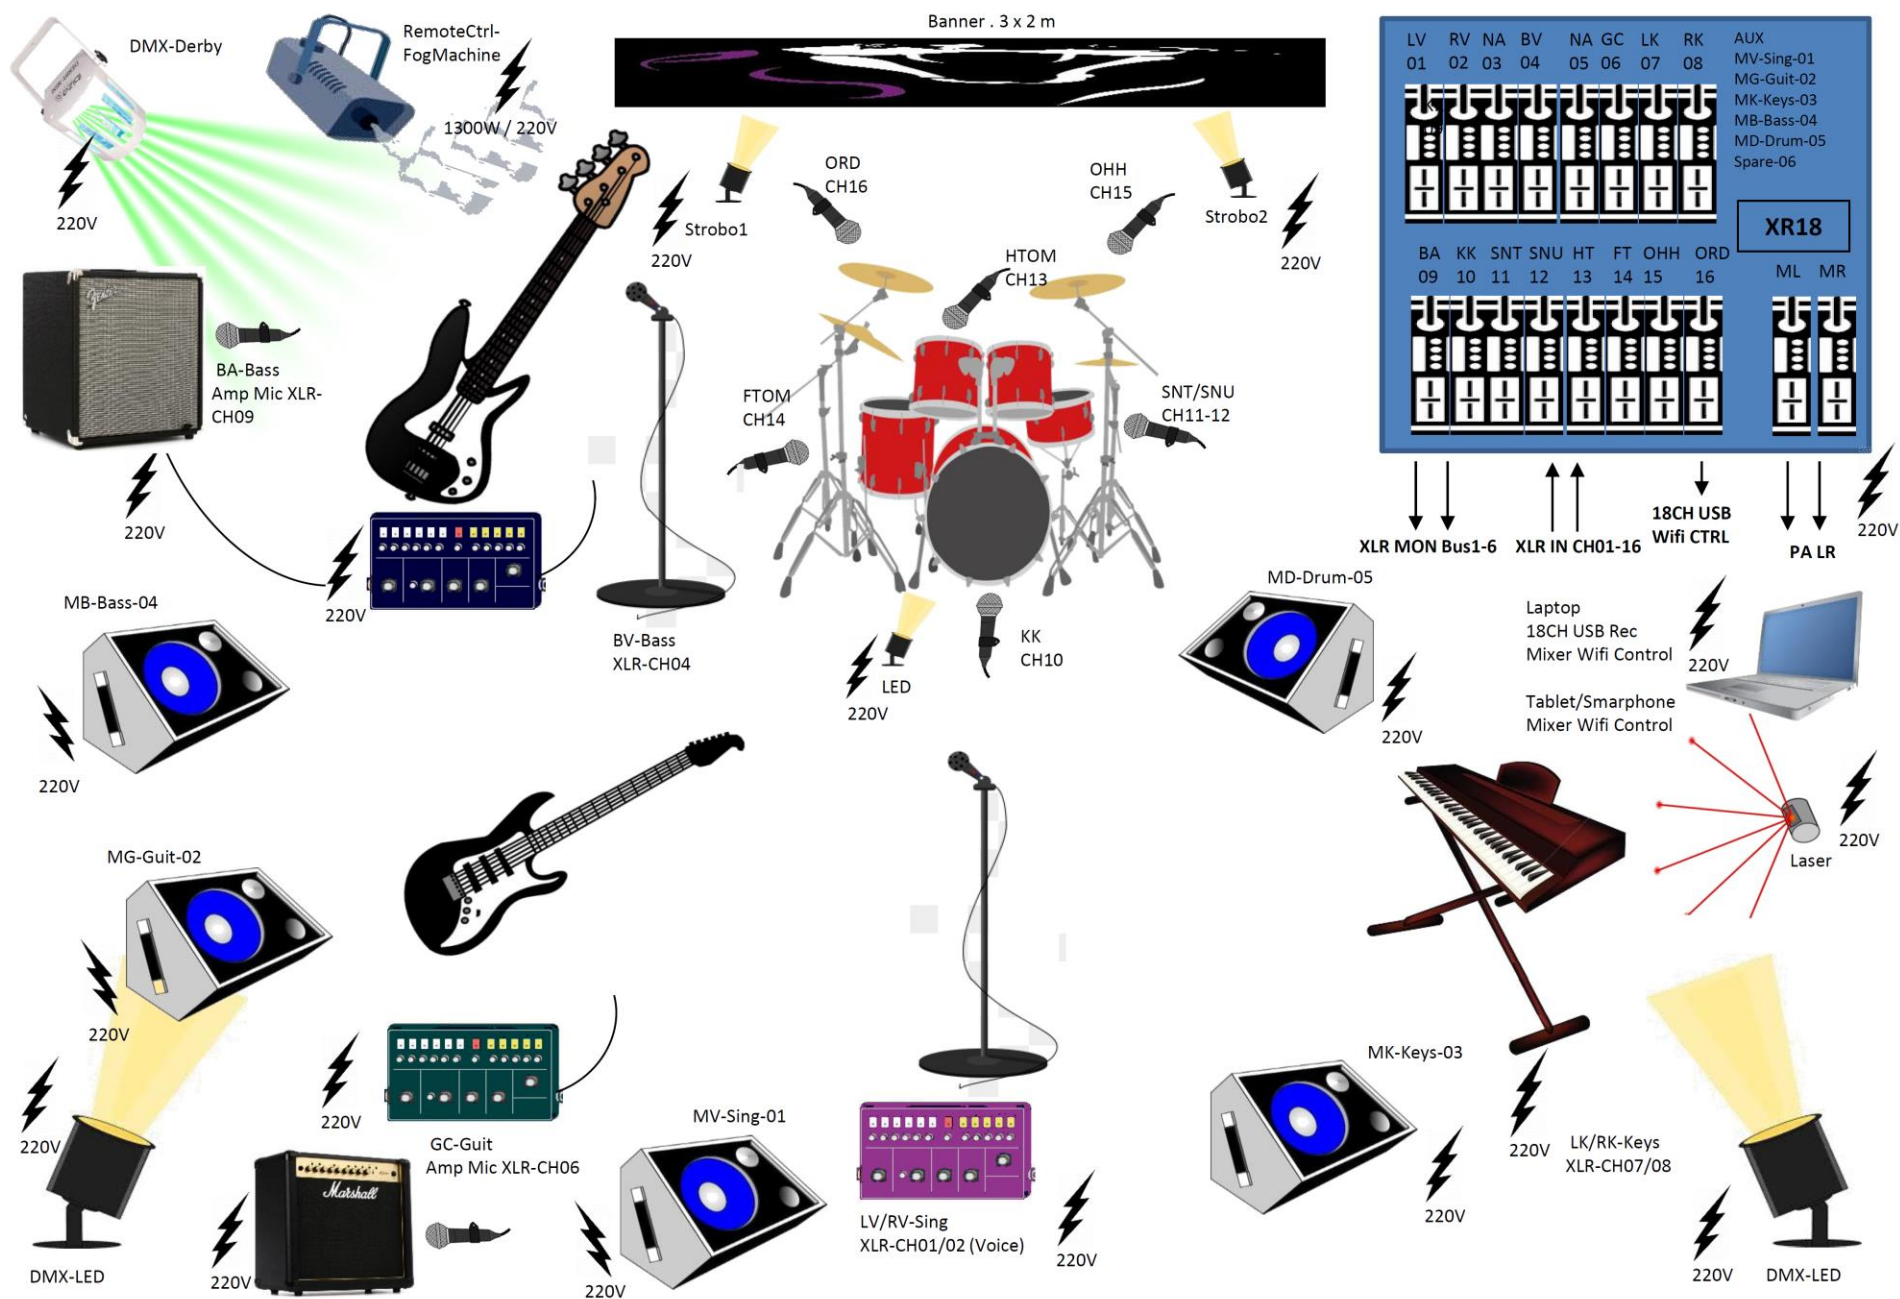 Banner . 3 x 2 m
DMX-Derby
RemoteCtrl-
FogMachine
1300W / 220V
220V
LV RV NA BV NA GC LK RK
01 02 03 04 05 06 07 08
AUX
MV-Sing-01
MG-Guit-02
MK-Keys-03
MB-Bass-04
MD-Drum-05
Spare-06
XR18
BA KK SNT SNU HT FT OHH ORD
09 10 11 12 13 14 15 16
ML MR
ORD
CH16
OHH
CH15
Strobo1
220V
Strobo2
220V
HTOM
CH13
Fender
BA-Bass
Amp Mic XLR-
CH09
220V
FTOM
CH14
SNT/SNU
CH11-12
XLR MON Bus1-6
XLR IN CH01-16
18CH USB
Wifi CTRL
PA LR
220V
220V
MB-Bass-04
220V
BV-Bass
XLR-CH04
KK
CH10
LED
220V
MD-Drum-05
220V
Laptop
18CH USB Rec
Mixer Wifi Control
220V
Tablet/Smarphone
Mixer Wifi Control
Laser
220V
MG-Guit-02
220V
220V
DMX-LED
220V
GC-Guit
Amp Mic XLR-CH06
Marshall
220V
MV-Sing-01
220V
LV/RV-Sing
XLR-CH01/02 (Voice)
220V
MK-Keys-03
220V
220V
LK/RK-Keys
XLR-CH07/08
220V
DMX-LED